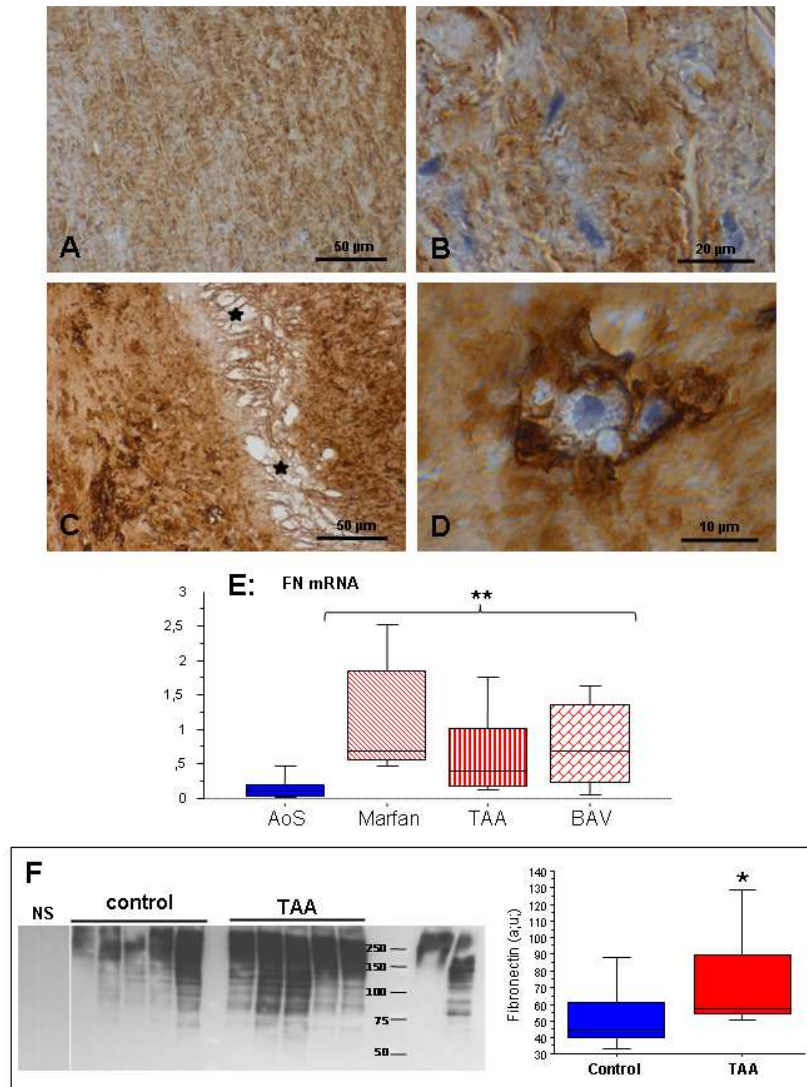 A
50 µm
B
20 µm
C
50 µm
D
10 µm
E: FN mRNA
**
3
2,5
2
1,5
1
,5
0
AoS Marfan TAA BAV
F
NS control TAA
250
150
100
75
50
Fibronectin (a;u;)
140
130
120
110
100
90
80
70
60
50
40
30
*
Control TAA